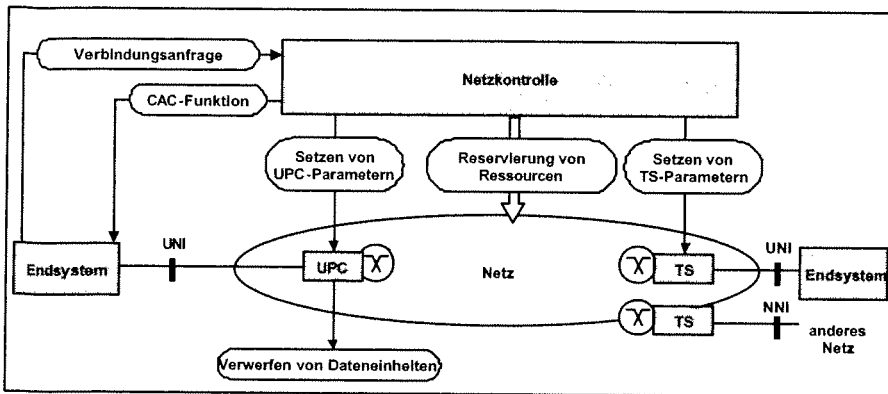 Verbindungsanfrage
Netzkontrolle
CAC-Funktion
Setzen von
UPC-Parametern
Reservierung von
Ressourcen
Setzen von
TS-Parametern
UNI
UNI
Endsystem
UPC
Netz
TS
Endsystem
NNI
TS
anderes
Netz
Verwerfen von Dateneinheiten